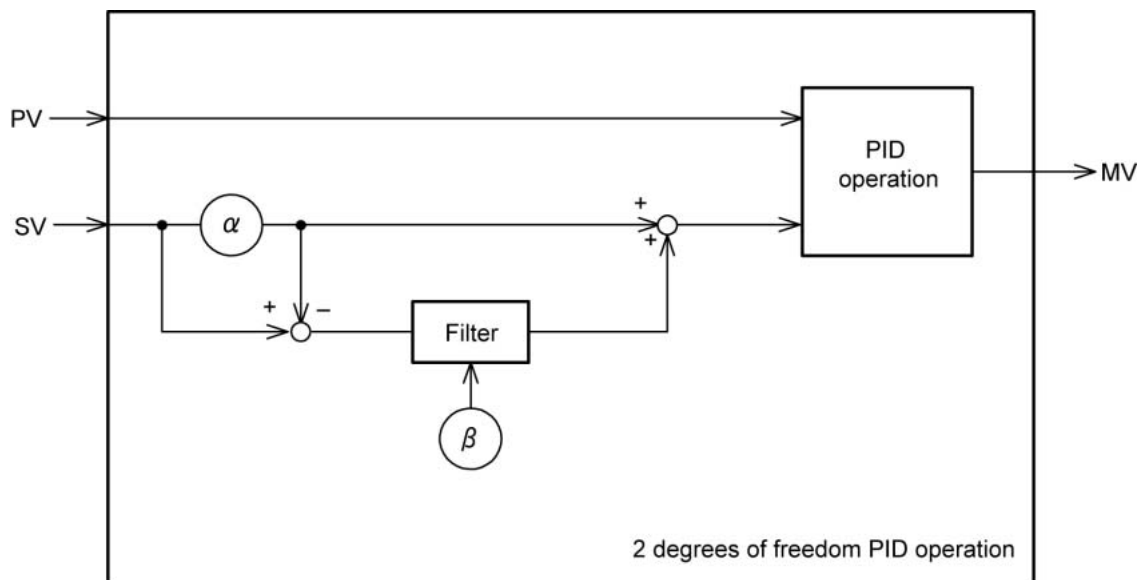 PV
PID
operation
MV
SV
α
+
+
+
−
Filter
β
2 degrees of freedom PID operation